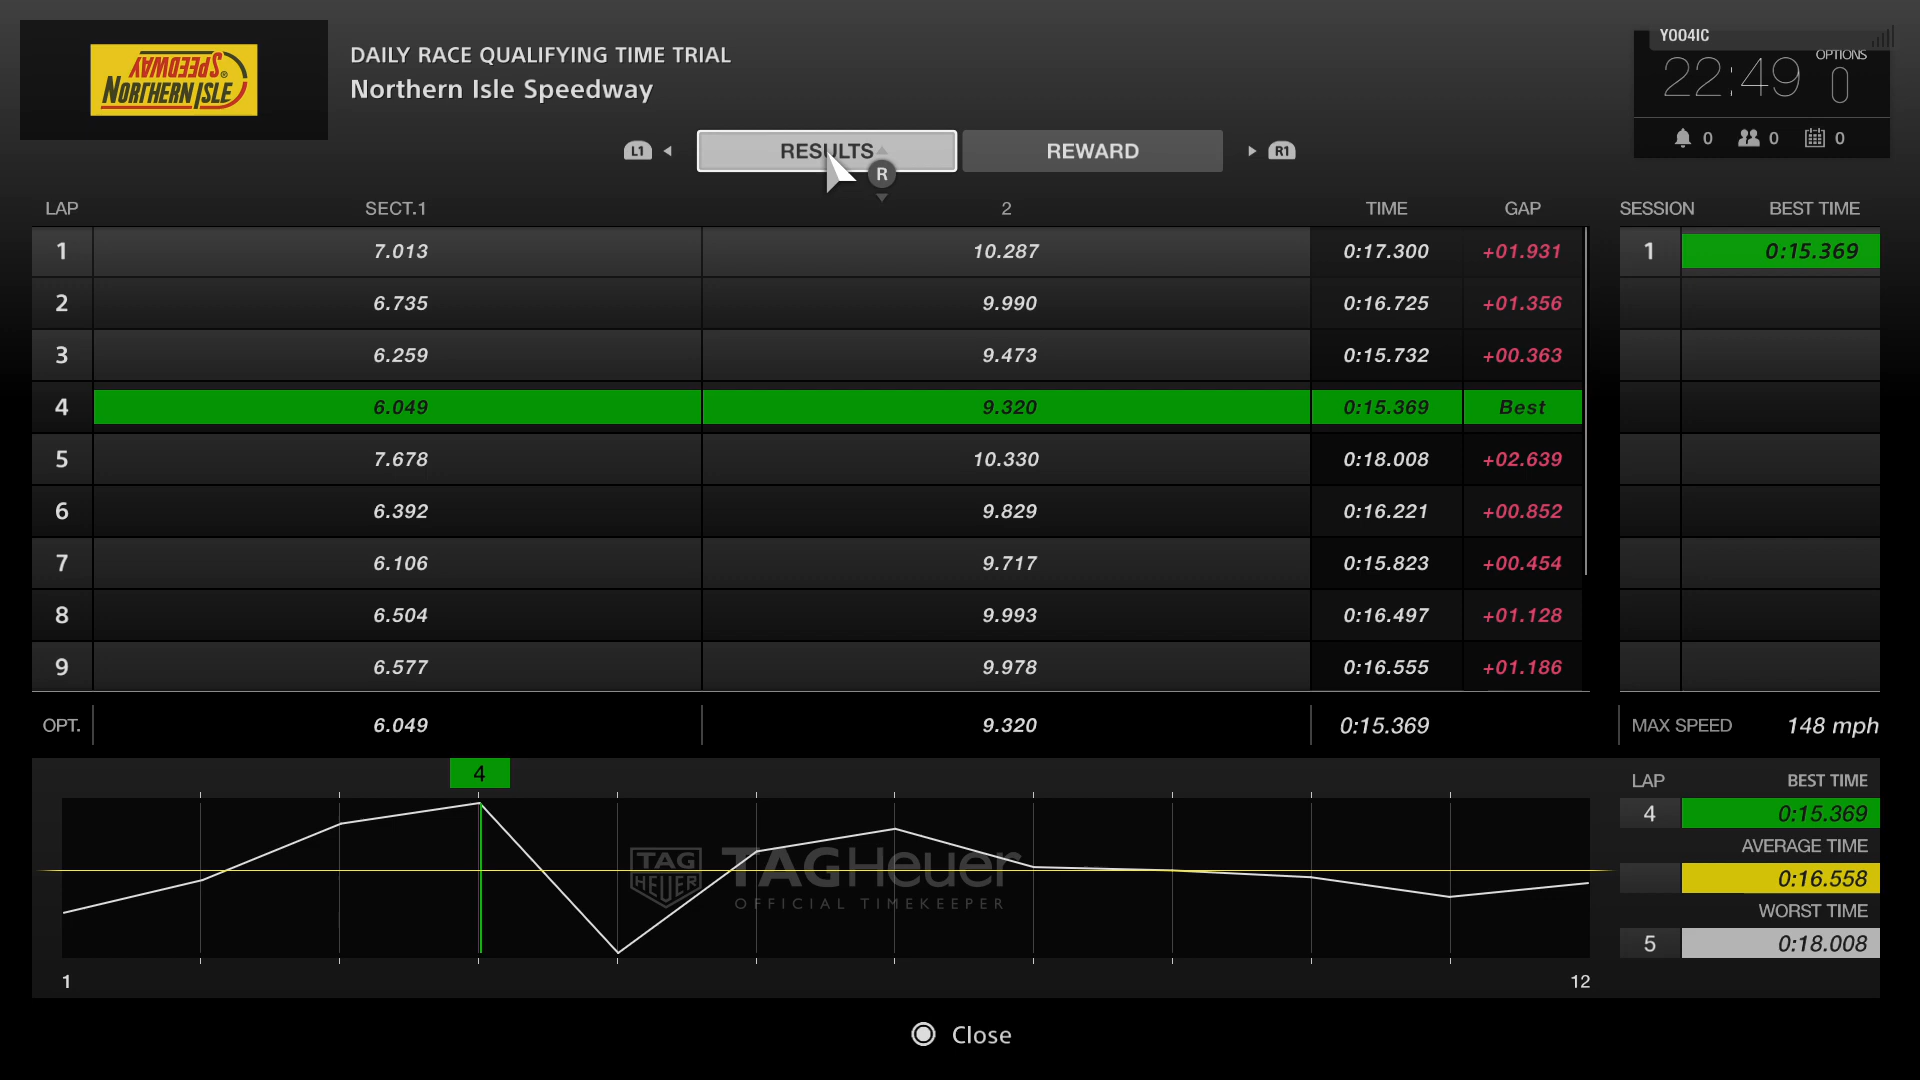 SPEEDWAY
NORTHERN ISLE
DAILY RACE QUALIFYING TIME TRIAL
Northern Isle Speedway
YOO4IC
22:49
OPTIONS
0 0 0
L1 RESULTS R REWARD R1
LAP SECT.1 2 TIME GAP
1 7.013 10.287 0:17.300 +01.931
2 6.735 9.990 0:16.725 +01.356
3 6.259 9.473 0:15.732 +00.363
4 6.049 9.320 0:15.369 Best
5 7.678 10.330 0:18.008 +02.639
6 6.392 9.829 0:16.221 +00.852
7 6.106 9.717 0:15.823 +00.454
8 6.504 9.993 0:16.497 +01.128
9 6.577 9.978 0:16.555 +01.186
OPT. 6.049 9.320 0:15.369
SESSION BEST TIME
1 0:15.369
MAX SPEED 148 mph
4
TAG HEUER
TAGHeuer
OFFICIAL TIMEKEEPER
1 12
LAP BEST TIME
4 0:15.369
AVERAGE TIME
0:16.558
WORST TIME
5 0:18.008
Close